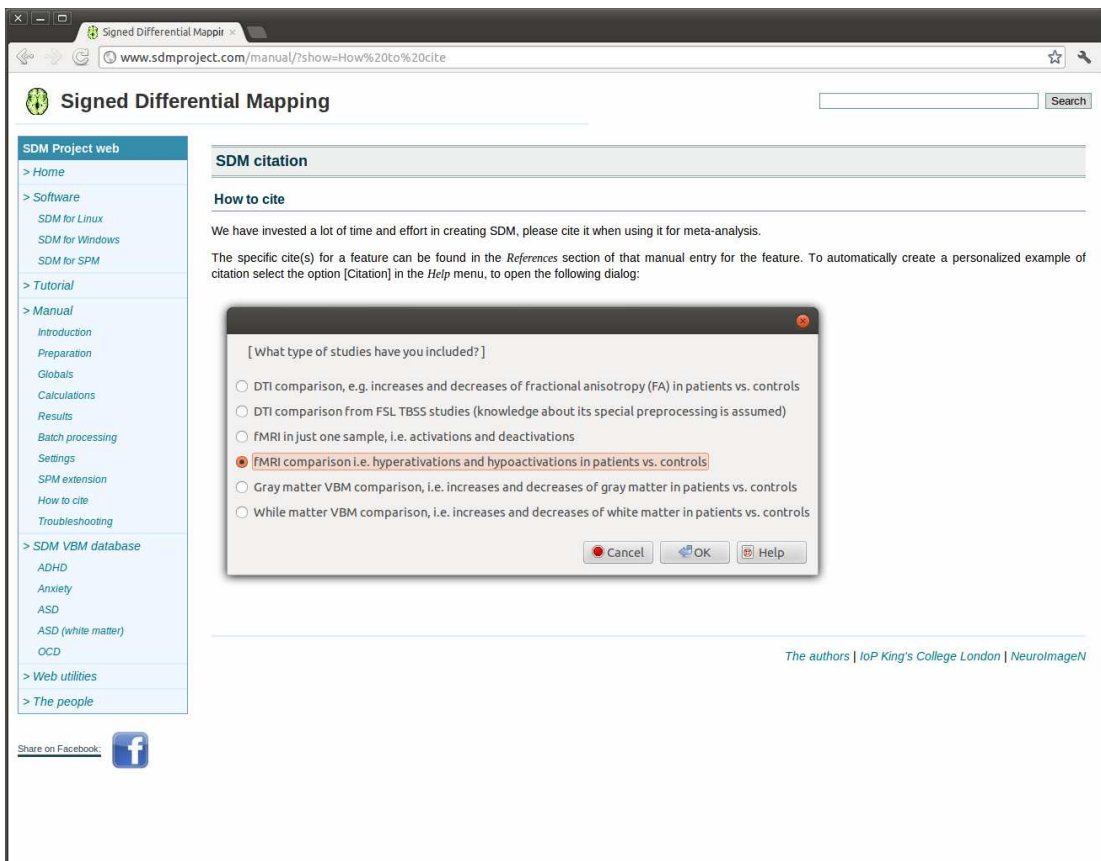 Signed Differential Mappir
www.sdmproject.com/manual/?show=How%20to%20cite
Signed Differential Mapping
Search
SDM Project web
> Home
> Software
SDM for Linux
SDM for Windows
SDM for SPM
> Tutorial
> Manual
Introduction
Preparation
Globals
Calculations
Results
Batch processing
Settings
SPM extension
How to cite
Troubleshooting
> SDM VBM database
ADHD
Anxiety
ASD
ASD (white matter)
OCD
> Web utilities
> The people
Share on Facebook:
f
SDM citation
How to cite
We have invested a lot of time and effort in creating SDM, please cite it when using it for meta-analysis.
The specific cite(s) for a feature can be found in the References section of that manual entry for the feature. To automatically create a personalized example of
citation select the option [Citation] in the Help menu, to open the following dialog:
[ What type of studies have you included? ]
DTI comparison, e.g. increases and decreases of fractional anisotropy (FA) in patients vs. controls
DTI comparison from FSL TBSS studies (knowledge about its special preprocessing is assumed)
fMRI in just one sample, i.e. activations and deactivations
fMRI comparison i.e. hyperativations and hypoactivations in patients vs. controls
Gray matter VBM comparison, i.e. increases and decreases of gray matter in patients vs. controls
While matter VBM comparison, i.e. increases and decreases of white matter in patients vs. controls
Cancel
OK
Help
The authors | IoP King's College London | NeuroImageN